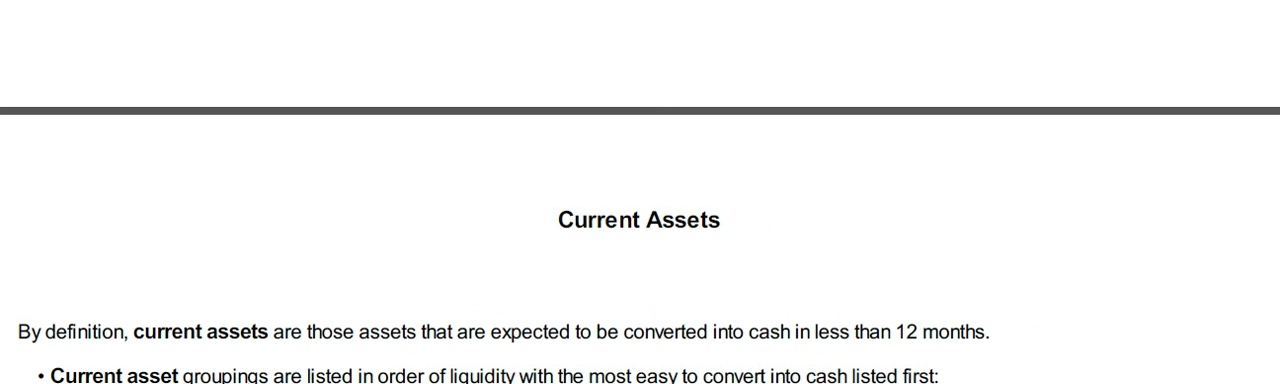 Current Assets
By definition, current assets are those assets that are expected to be converted into cash in less than 12 months.
• Current asset groupings are listed in order of liquidity with the most easy to convert into cash listed first: